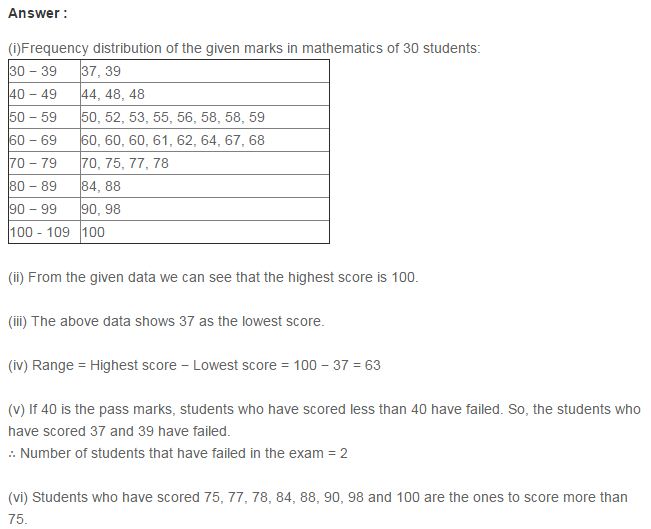 Answer :
(i)Frequency distribution of the given marks in mathematics of 30 students:
30 – 39 37, 39
40 – 49 44, 48, 48
50 – 59 50, 52, 53, 55, 56, 58, 58, 59
60 – 69 60, 60, 60, 61, 62, 64, 67, 68
70 – 79 70, 75, 77, 78
80 – 89 84, 88
90 – 99 90, 98
100 - 109 100
(ii) From the given data we can see that the highest score is 100.
(iii) The above data shows 37 as the lowest score.
(iv) Range = Highest score – Lowest score = 100 – 37 = 63
(v) If 40 is the pass marks, students who have scored less than 40 have failed. So, the students who
have scored 37 and 39 have failed.
∴ Number of students that have failed in the exam = 2
(vi) Students who have scored 75, 77, 78, 84, 88, 90, 98 and 100 are the ones to score more than
75.